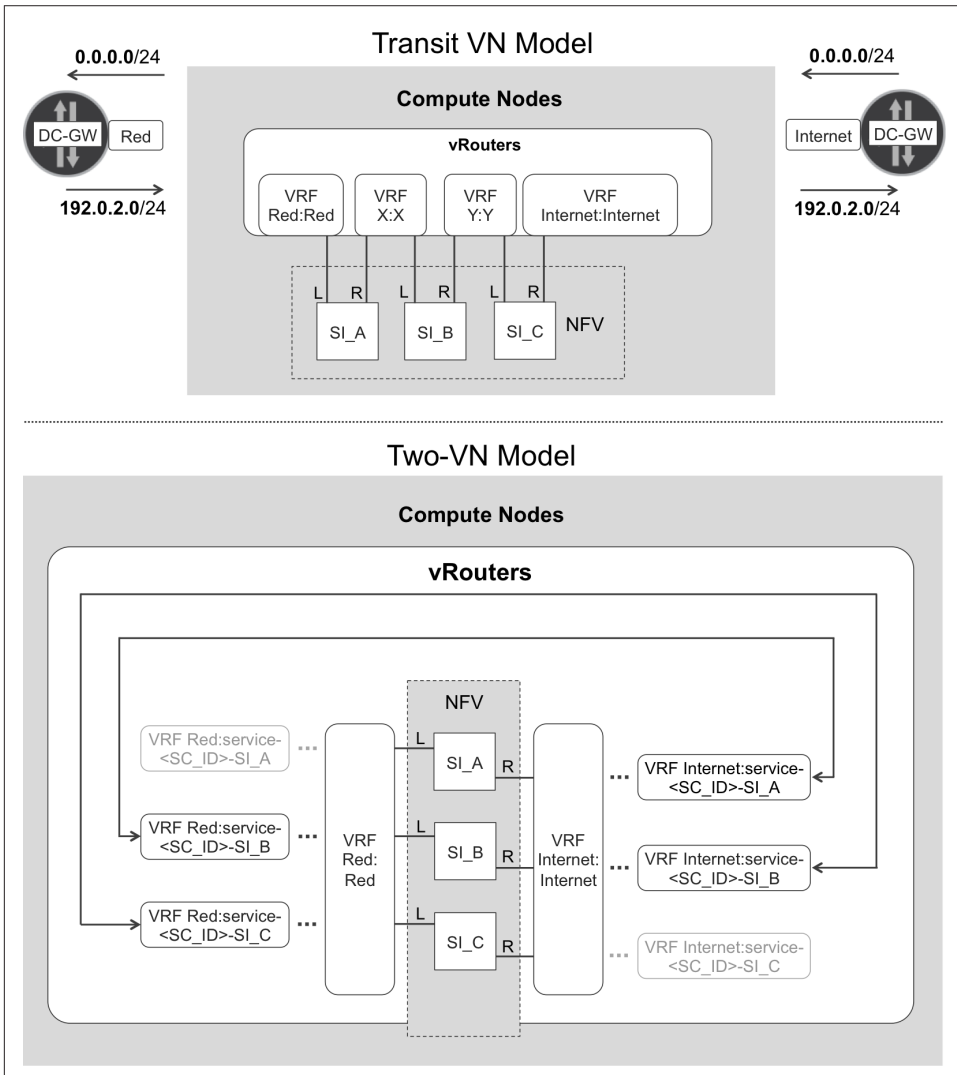 Transit VN Model
0.0.0.0/24
0.0.0.0/24
Compute Nodes
vRouters
DC-GW
Red
Internet
DC-GW
192.0.2.0/24
192.0.2.0/24
VRF
Red:Red
VRF
X:X
VRF
Y:Y
VRF
Internet:Internet
L
R
L
R
L
R
SI_A
SI_B
SI_C
NFV
Two-VN Model
Compute Nodes
vRouters
NFV
VRF Red:service-
<SC_ID>-SI_A
...
L
SI_A
R
...
VRF Internet:service-
<SC_ID>-SI_A
VRF Red:service-
<SC_ID>-SI_B
...
VRF
Red:
Red
L
SI_B
R
VRF
Internet:
Internet
...
VRF Internet:service-
<SC_ID>-SI_B
VRF Red:service-
<SC_ID>-SI_C
...
L
SI_C
R
...
VRF Internet:service-
<SC_ID>-SI_C